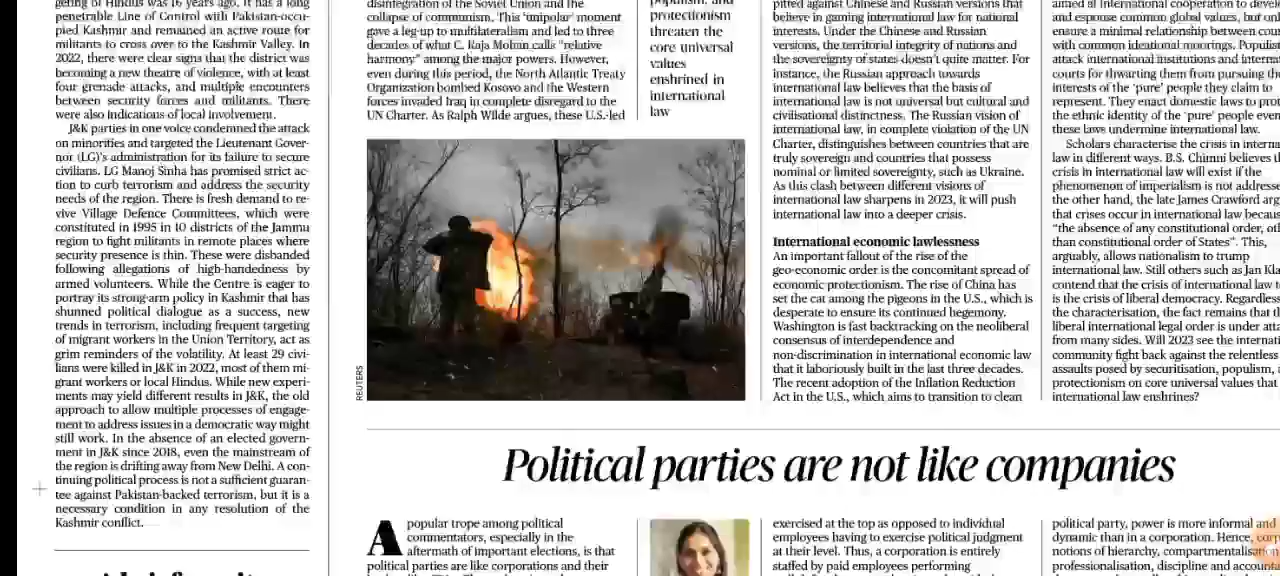 gering of Hindus was 16 years ago. It has a long
penetrable Line of Control with Pakistan-occu-
pied Kashmir and remained an active route for
militants to cross over to the Kashmir Valley. In
2022, there were clear signs that the district was
becoming a new theatre of violence, with at least
four grenade attacks, and multiple encounters
between security forces and militants. There
were also indications of local involvement.
J&K parties in one voice condemned the attack
on minorities and targeted the Lieutenant Gover-
nor (LG)'s administration for its failure to secure
civilians. LG Manoj Sinha has promised strict ac-
tion to curb terrorism and address the security
needs of the region. There is fresh demand to re-
vive Village Defence Committees, which were
constituted in 1995 in 10 districts of the Jammu
region to fight militants in remote places where
security presence is thin. These were disbanded
following allegations of high-handedness by
armed volunteers. While the Centre is eager to
portray its strong-arm policy in Kashmir that has
shunned political dialogue as a success, new
trends in terrorism, including frequent targeting
of migrant workers in the Union Territory, act as
grim reminders of the volatility. At least 29 civi-
lians were killed in J&K in 2022, most of them mi-
grant workers or local Hindus. While new experi-
ments may yield different results in J&K, the old
approach to allow multiple processes of engage-
ment to address issues in a democratic way might
still work. In the absence of an elected govern-
ment in J&K since 2018, even the mainstream of
the region is drifting away from New Delhi. A con-
tinuing political process is not a sufficient guaran-
tee against Pakistan-backed terrorism, but it is a
necessary condition in any resolution of the
Kashmir conflict.
disintegration of the Soviet Union and the
collapse of communism. This 'unipolar' moment
gave a leg-up to multilateralism and led to three
decades of what C. Raja Mohan calls "relative
harmony" among the major powers. However,
even during this period, the North Atlantic Treaty
Organization bombed Kosovo and the Western
forces invaded Iraq in complete disregard to the
UN Charter. As Ralph Wilde argues, these U.S.-led
populism, and
protectionism
threaten the
core universal
values
enshrined in
international
law
REUTERS
pitted against Chinese and Russian versions that
believe in gaming international law for national
interests. Under the Chinese and Russian
versions, the territorial integrity of nations and
the sovereignty of states doesn't quite matter. For
instance, the Russian approach towards
international law believes that the basis of
international law is not universal but cultural and
civilisational distinctness. The Russian vision of
international law, in complete violation of the UN
Charter, distinguishes between countries that are
truly sovereign and countries that possess
nominal or limited sovereignty, such as Ukraine.
As this clash between different visions of
international law sharpens in 2023, it will push
international law into a deeper crisis.
International economic lawlessness
An important fallout of the rise of the
geo-economic order is the concomitant spread of
economic protectionism. The rise of China has
set the cat among the pigeons in the U.S., which is
desperate to ensure its continued hegemony.
Washington is fast backtracking on the neoliberal
consensus of interdependence and
non-discrimination in international economic law
that it laboriously built in the last three decades.
The recent adoption of the Inflation Reduction
Act in the U.S., which aims to transition to clean
aimed at international cooperation to
and espouse common global values, but
ensure a minimal relationship between
with common ideational moorings.
attack international institutions and
courts for thwarting them from pursuing
interests of the 'pure' people they claim to
represent. They enact domestic laws to
the ethnic identity of the 'pure' people
these laws undermine international law.
Scholars characterise the crisis in
law in different ways. B.S. Chimni believes
crisis in international law will exist if the
phenomenon of imperialism is not
the other hand, the late James Crawford
that crises occur in international law
"the absence of any constitutional order,
than constitutional order of States". This,
arguably, allows nationalism to trump
international law. Still others such as Jan
contend that the crisis of international law
is the crisis of liberal democracy. Regardless
the characterisation, the fact remains that
liberal international legal order is under
from many sides. Will 2023 see the
community fight back against the relentless
assaults posed by securitisation, populism,
protectionism on core universal values that
international law enshrines?
Political parties are not like companies
A popular trope among political
commentators, especially in the
aftermath of important elections, is that
political parties are like corporations and their
exercised at the top as opposed to individual
employees having to exercise political judgment
at their level. Thus, a corporation is entirely
staffed by paid employees performing
political party, power is more informal and
dynamic than in a corporation. Hence,
notions of hierarchy,
professionalisation, discipline and